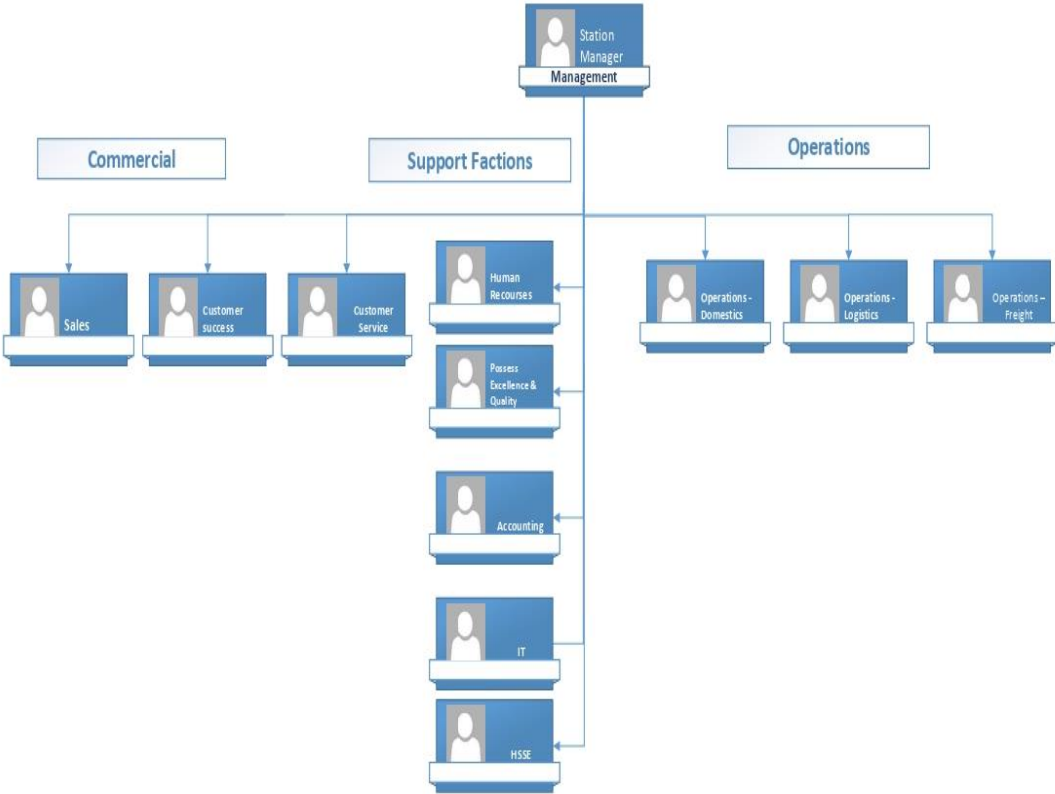 Station
Manager
Management
Commercial
Support Factions
Operations
Sales
Customer
success
Customer
Service
Human
Recourses
Possess
Excellence &
Quality
Accounting
IT
HSSE
Operations -
Domestics
Operations -
Logistics
Operations –
Freight